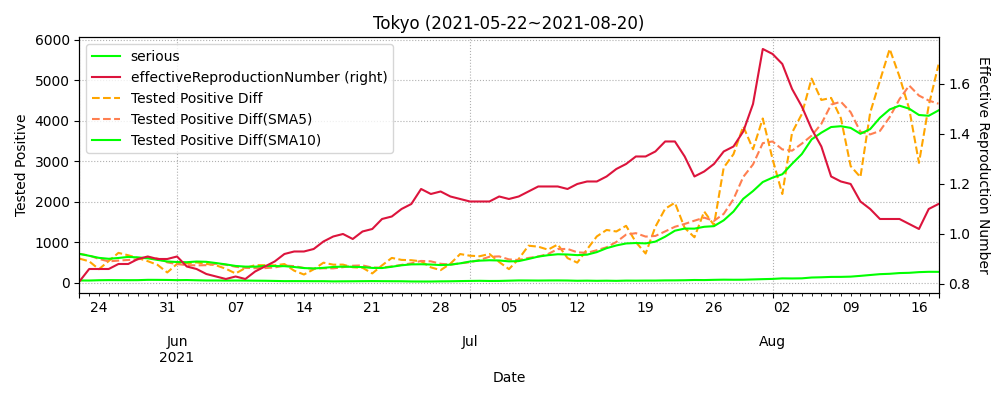 Tokyo (2021-05-22~2021-08-20)
serious
effectiveReproductionNumber (right)
Tested Positive Diff
Tested Positive Diff(SMA5)
Tested Positive Diff(SMA10)
Tested Positive
6000
5000
4000
3000
2000
1000
0
1.6
1.4
1.2
1.0
0.8
Effective Reproduction Number
24 31 07 14 21 28 05 12 19 26 02 09 16
Jun Jul Aug
2021
Date